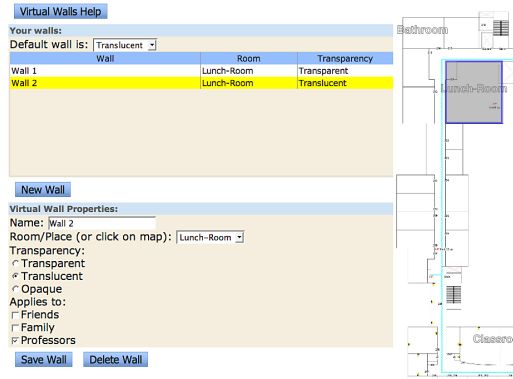 Virtual Walls Help
Your walls:
Default wall is: Translucent
Wall Room Transparency
Wall 1 Lunch-Room Transparent
Wall 2 Lunch-Room Translucent
New Wall
Virtual Wall Properties:
Name: Wall 2
Room/Place (or click on map): Lunch-Room
Transparency:
Transparent
Translucent
Opaque
Applies to:
Friends
Family
Professors
Save Wall Delete Wall
Bathroom
Lunch-Room
Classro